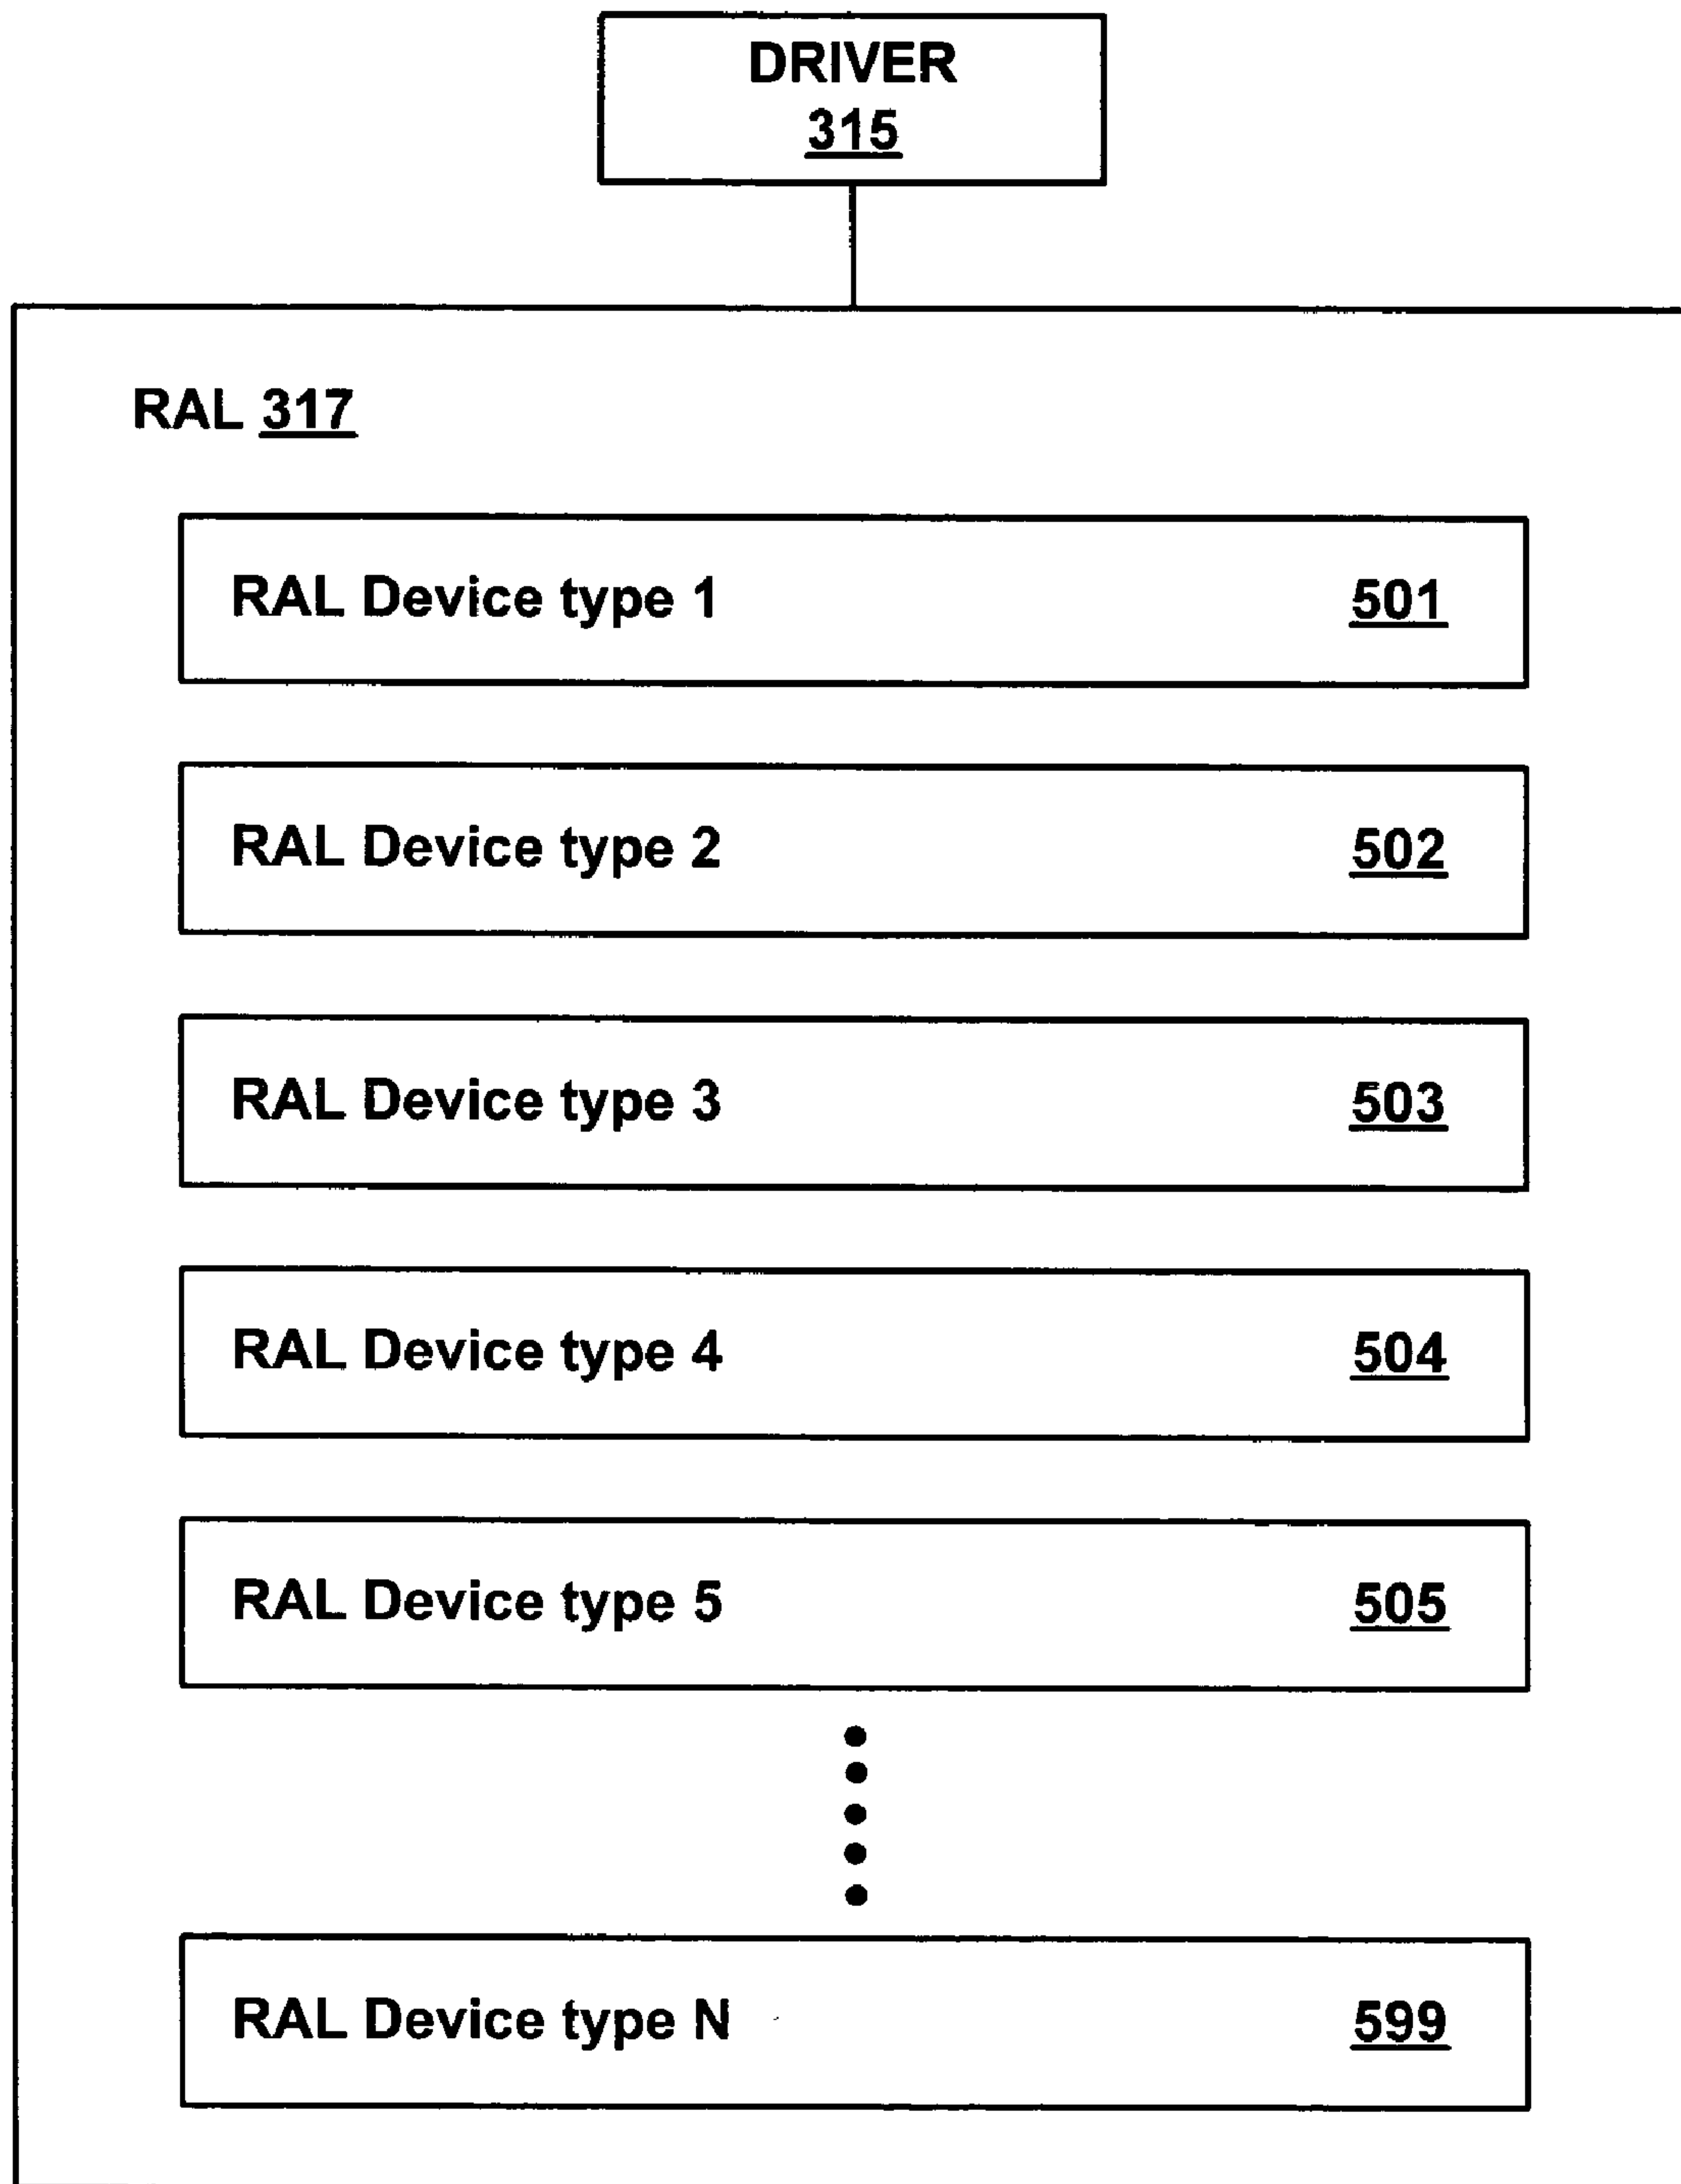 DRIVER
315
RAL 317
RAL Device type 1 501
RAL Device type 2 502
RAL Device type 3 503
RAL Device type 4 504
RAL Device type 5 505
RAL Device type N 599